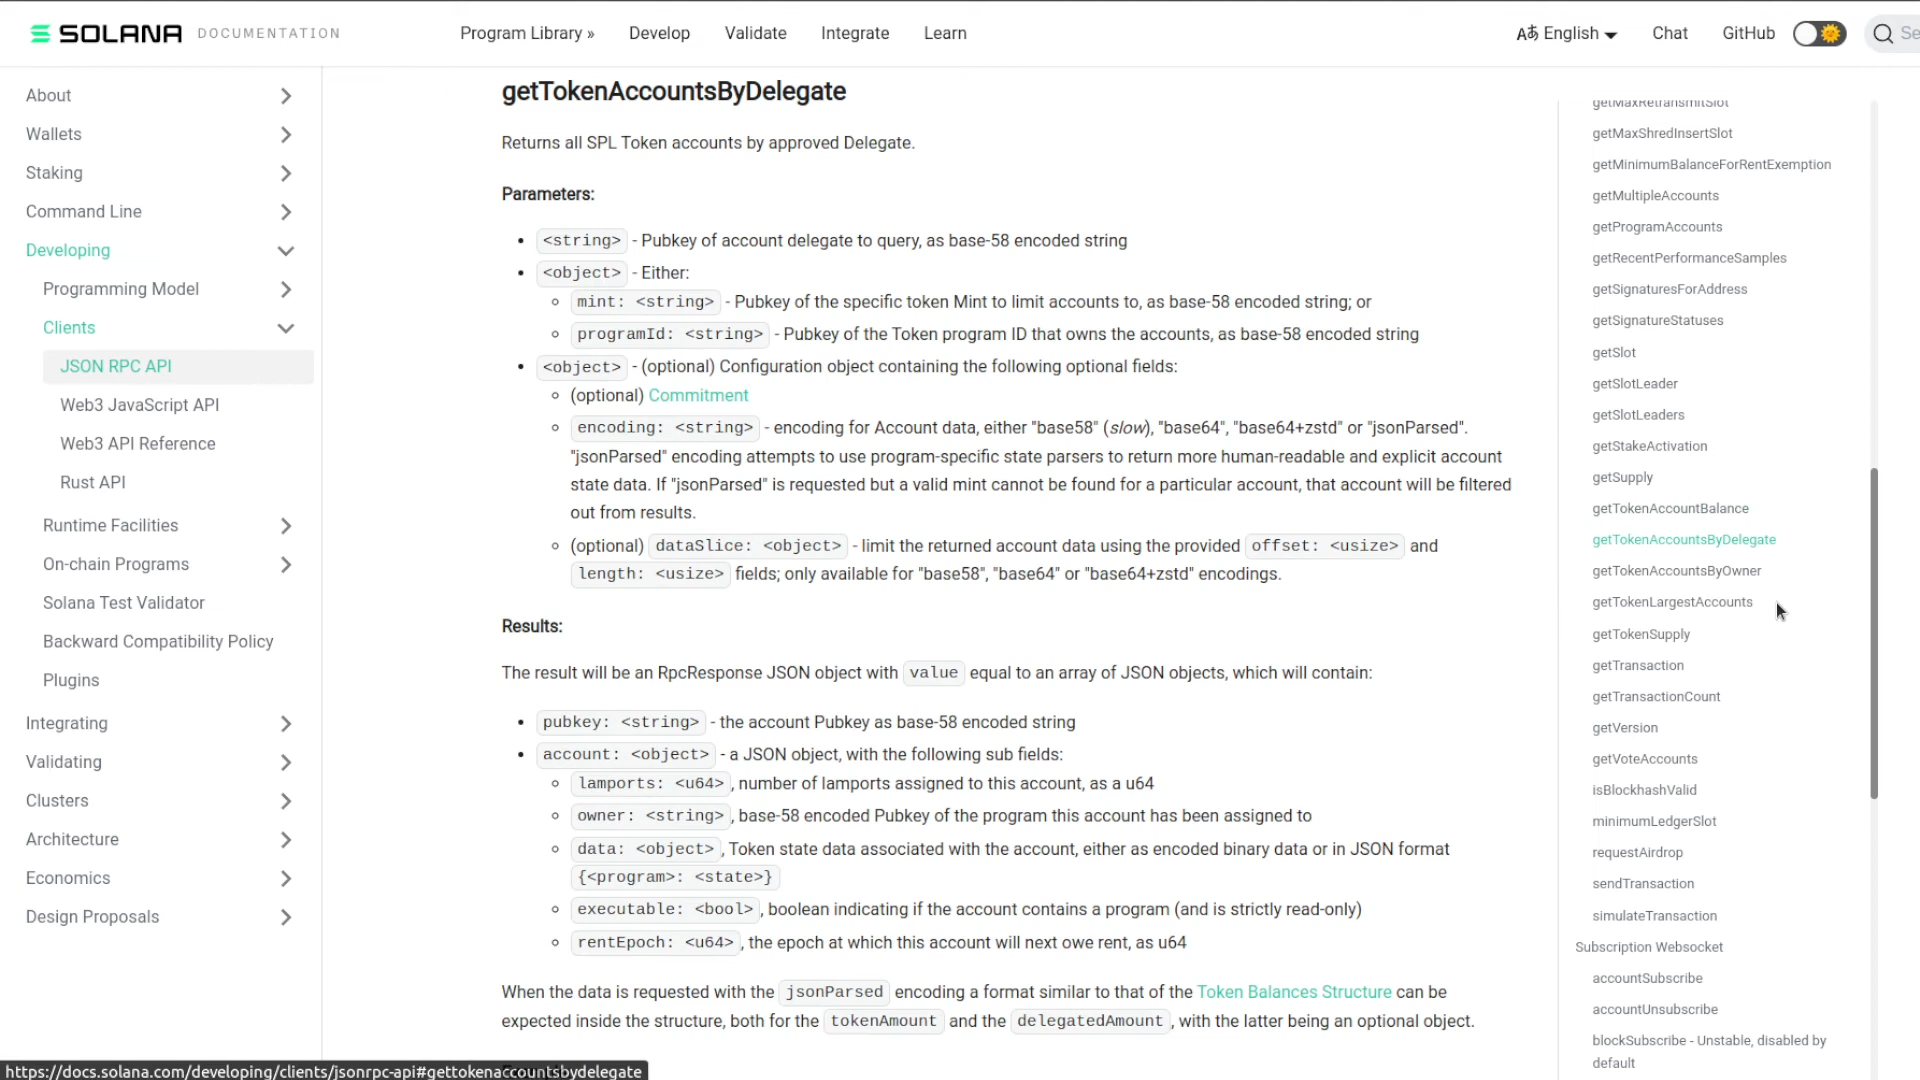 SOLANA DOCUMENTATION
Program Library »
Develop
Validate
Integrate
Learn
English
Chat
GitHub
About
Wallets
Staking
Command Line
Developing
Programming Model
Clients
JSON RPC API
Web3 JavaScript API
Web3 API Reference
Rust API
Runtime Facilities
On-chain Programs
Solana Test Validator
Backward Compatibility Policy
Plugins
Integrating
Validating
Clusters
Architecture
Economics
Design Proposals
getTokenAccountsByDelegate
Returns all SPL Token accounts by approved Delegate.
Parameters:
<string> - Pubkey of account delegate to query, as base-58 encoded string
<object> - Either:
mint: <string> - Pubkey of the specific token Mint to limit accounts to, as base-58 encoded string; or
programId: <string> - Pubkey of the Token program ID that owns the accounts, as base-58 encoded string
<object> - (optional) Configuration object containing the following optional fields:
(optional) Commitment
encoding: <string> - encoding for Account data, either "base58" (slow), "base64", "base64+zstd" or "jsonParsed".
"jsonParsed" encoding attempts to use program-specific state parsers to return more human-readable and explicit account
state data. If "jsonParsed" is requested but a valid mint cannot be found for a particular account, that account will be filtered
out from results.
(optional) dataSlice: <object> - limit the returned account data using the provided offset: <usize> and
length: <usize> fields; only available for "base58", "base64" or "base64+zstd" encodings.
Results:
The result will be an RpcResponse JSON object with value equal to an array of JSON objects, which will contain:
pubkey: <string> - the account Pubkey as base-58 encoded string
account: <object> - a JSON object, with the following sub fields:
lamports: <u64>, number of lamports assigned to this account, as a u64
owner: <string>, base-58 encoded Pubkey of the program this account has been assigned to
data: <object>, Token state data associated with the account, either as encoded binary data or in JSON format
{<program>: <state>}
executable: <bool>, boolean indicating if the account contains a program (and is strictly read-only)
rentEpoch: <u64>, the epoch at which this account will next owe rent, as u64
When the data is requested with the jsonParsed encoding a format similar to that of the Token Balances Structure can be
expected inside the structure, both for the tokenAmount and the delegatedAmount, with the latter being an optional object.
getMaxRetransmitSlot
getMaxShredInsertSlot
getMinimumBalanceForRentExemption
getMultipleAccounts
getProgramAccounts
getRecentPerformanceSamples
getSignaturesForAddress
getSignatureStatuses
getSlot
getSlotLeader
getSlotLeaders
getStakeActivation
getSupply
getTokenAccountBalance
getTokenAccountsByDelegate
getTokenAccountsByOwner
getTokenLargestAccounts
getTokenSupply
getTransaction
getTransactionCount
getVersion
getVoteAccounts
isBlockhashValid
minimumLedgerSlot
requestAirdrop
sendTransaction
simulateTransaction
Subscription Websocket
accountSubscribe
accountUnsubscribe
blockSubscribe - Unstable, disabled by
default
https://docs.solana.com/developing/clients/jsonrpc-api#gettokenaccountsbydelegate